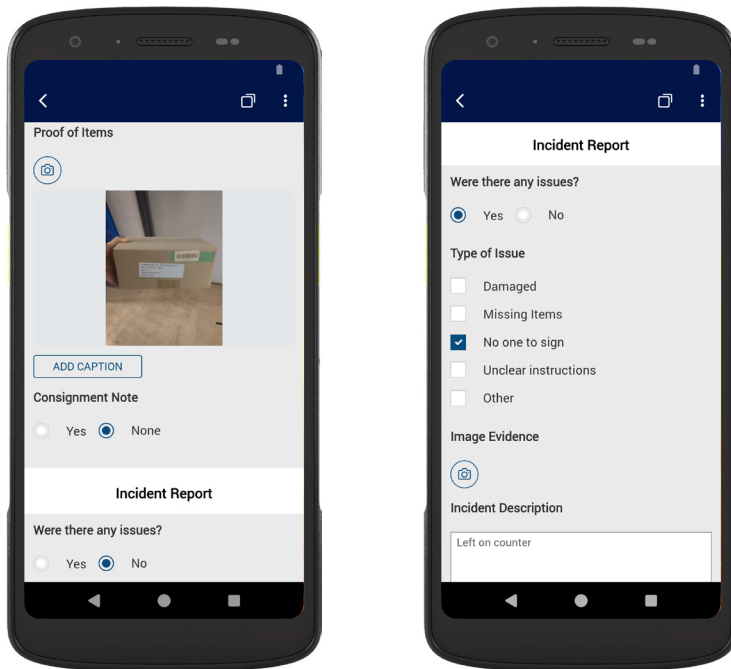 Proof of Items
ADD CAPTION
Consignment Note
Yes None
Incident Report
Were there any issues?
Yes No
Incident Report
Were there any issues?
Yes No
Type of Issue
Damaged
Missing Items
No one to sign
Unclear instructions
Other
Image Evidence
Incident Description
Left on counter